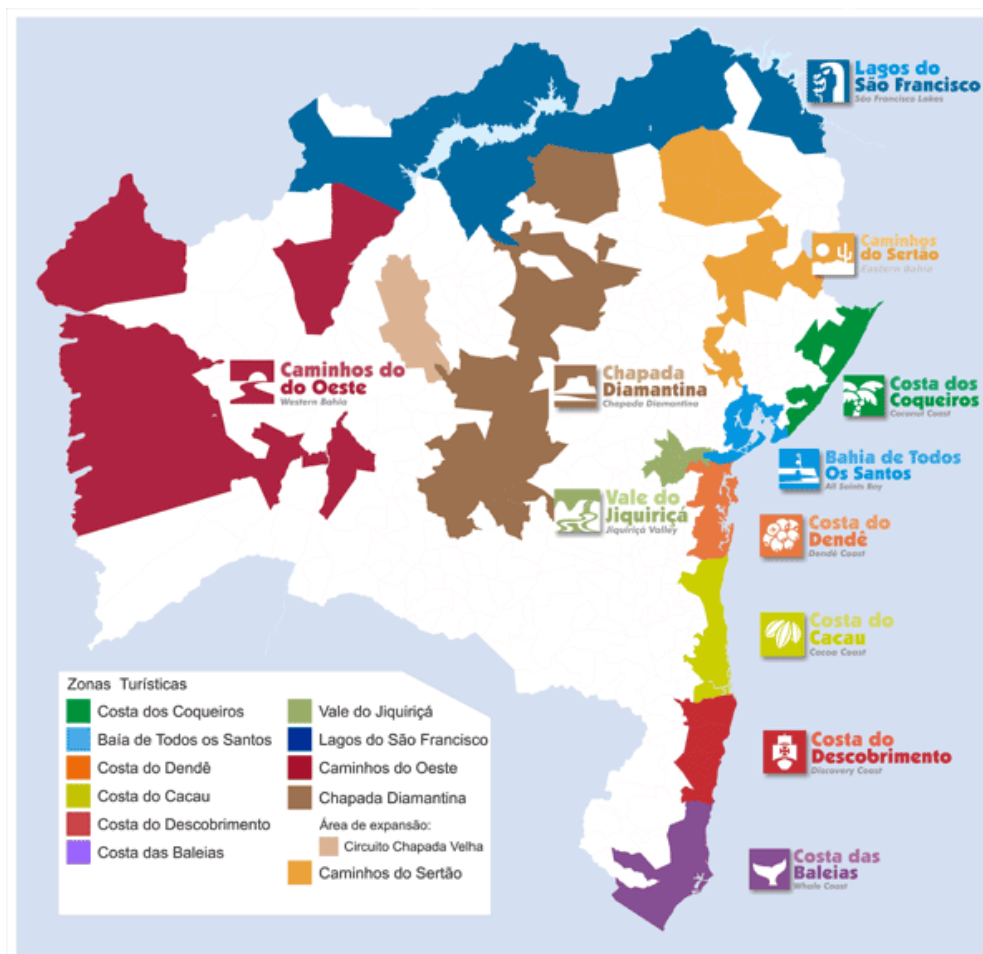 Lagos do
São Francisco
São Francisco Lakes
Caminhos
do Sertão
Eastern Bahia
Caminhos do
do Oeste
Western Bahia
Chapada
Diamantina
Chapada Diamantina
Costa dos
Coqueiros
Coconut Coast
Bahia de Todos
Os Santos
All Saints Bay
Vale do
Jiquiriçá
Jiquiriçá Valley
Costa do
Dendê
Dendê Coast
Costa do
Cacau
Cocoa Coast
Costa do
Descobrimento
Discovery Coast
Costa das
Baleias
Whale Coast
Zonas Turísticas
Costa dos Coqueiros
Baía de Todos os Santos
Costa do Dendê
Costa do Cacau
Costa do Descobrimento
Costa das Baleias
Vale do Jiquiriçá
Lagos do São Francisco
Caminhos do Oeste
Chapada Diamantina
Área de expansão:
Circuito Chapada Velha
Caminhos do Sertão